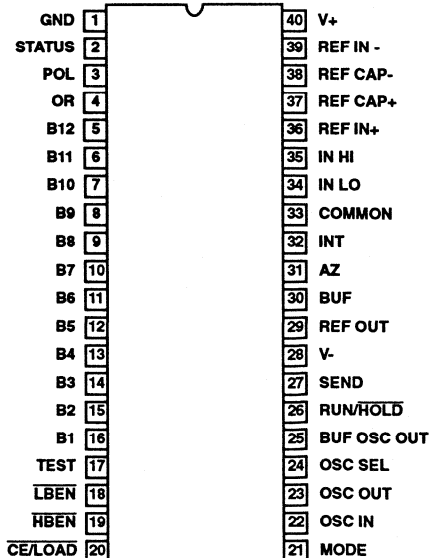 GND 1 40 V+
STATUS 2 39 REF IN -
POL 3 38 REF CAP-
OR 4 37 REF CAP+
B12 5 36 REF IN+
B11 6 35 IN HI
B10 7 34 IN LO
B9 8 33 COMMON
B8 9 32 INT
B7 10 31 AZ
B6 11 30 BUF
B5 12 29 REF OUT
B4 13 28 V-
B3 14 27 SEND
B2 15 26 RUN/HOLD
B1 16 25 BUF OSC OUT
TEST 17 24 OSC SEL
LBEN 18 23 OSC OUT
HBEN 19 22 OSC IN
CE/LOAD 20 21 MODE